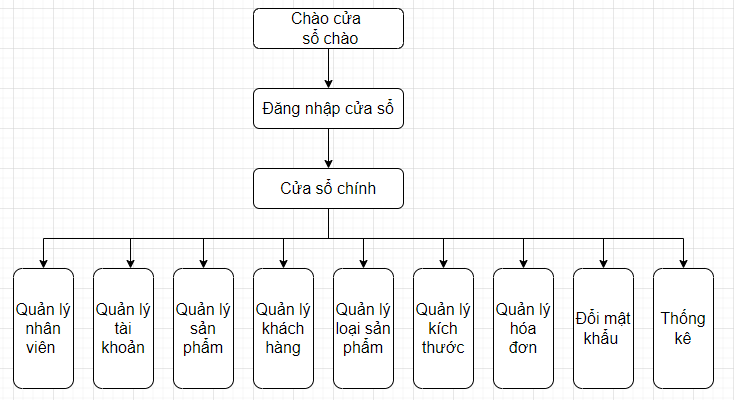 Chào cửa
sổ chào
Đăng nhập cửa sổ
Cửa sổ chính
Quản lý
nhân
viên
Quản lý
tài
khoản
Quản lý
sản
phẩm
Quản lý
khách
hàng
Quản lý
loại sản
phẩm
Quản lý
kích
thước
Quản lý
hóa
đơn
Đổi mật
khẩu
Thống
kê